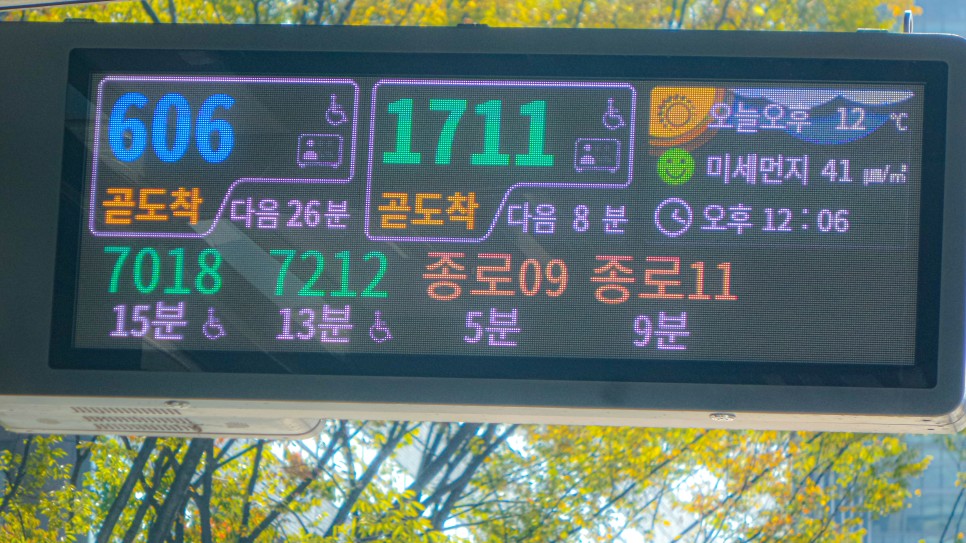 606
곧도착 다음 26분
1711
곧도착 다음 8 분
오늘오후 12 ℃
미세먼지 41 ㎍/㎥
오후 12 : 06
7018 7212 종로09 종로11
15분 13분 5분 9분